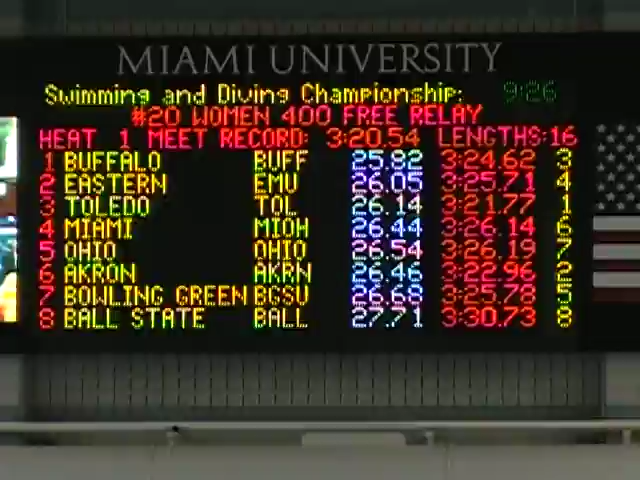 MIAMI UNIVERSITY
Swimming and Diving Championship: 9:26
#20 WOMEN 400 FREE RELAY
HEAT 1 MEET RECORD: 3:20.54 LENGTHS:16
1 BUFFALO BUFF 25.82 3:24.62 3
2 EASTERN EMU 26.05 3:25.71 4
3 TOLEDO TOL 26.14 3:21.77 1
4 MIAMI MIOH 26.44 3:26.14 6
5 OHIO OHIO 26.54 3:26.19 7
6 AKRON AKRN 26.46 3:22.96 2
7 BOWLING GREEN BGSU 26.68 3:25.78 5
8 BALL STATE BALL 27.71 3:30.73 8